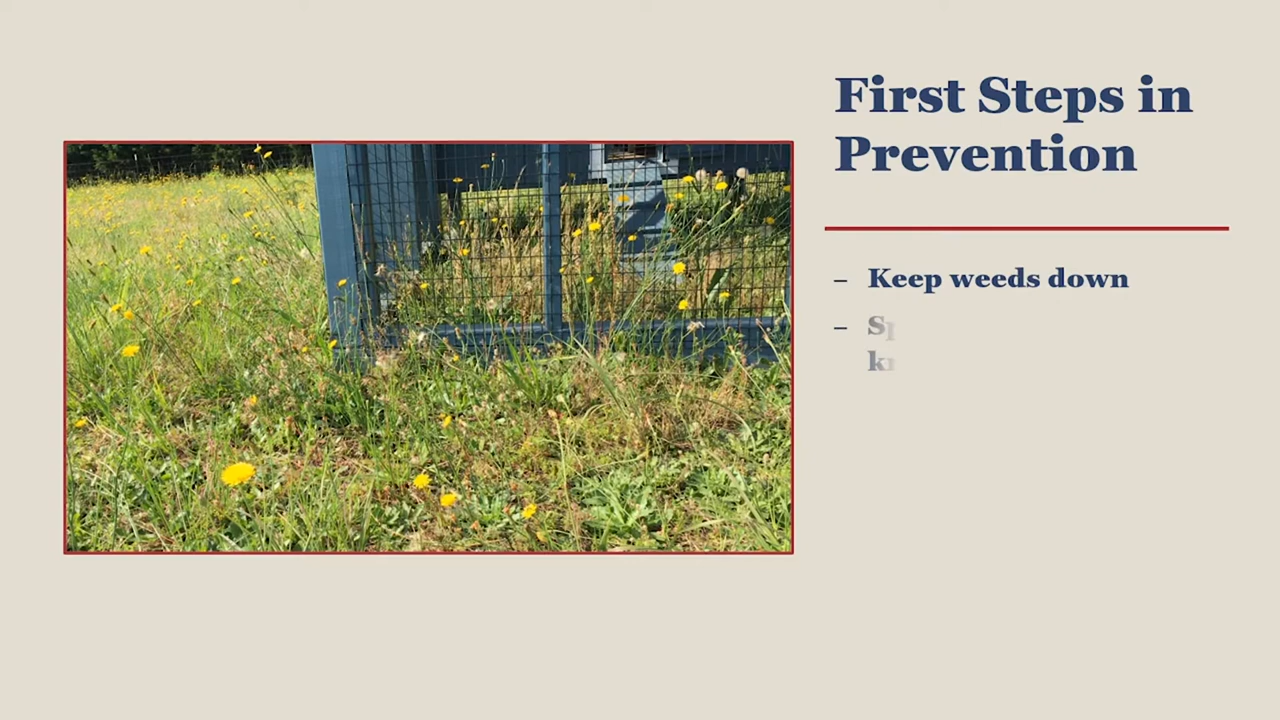 First Steps in
Prevention
– Keep weeds down
–